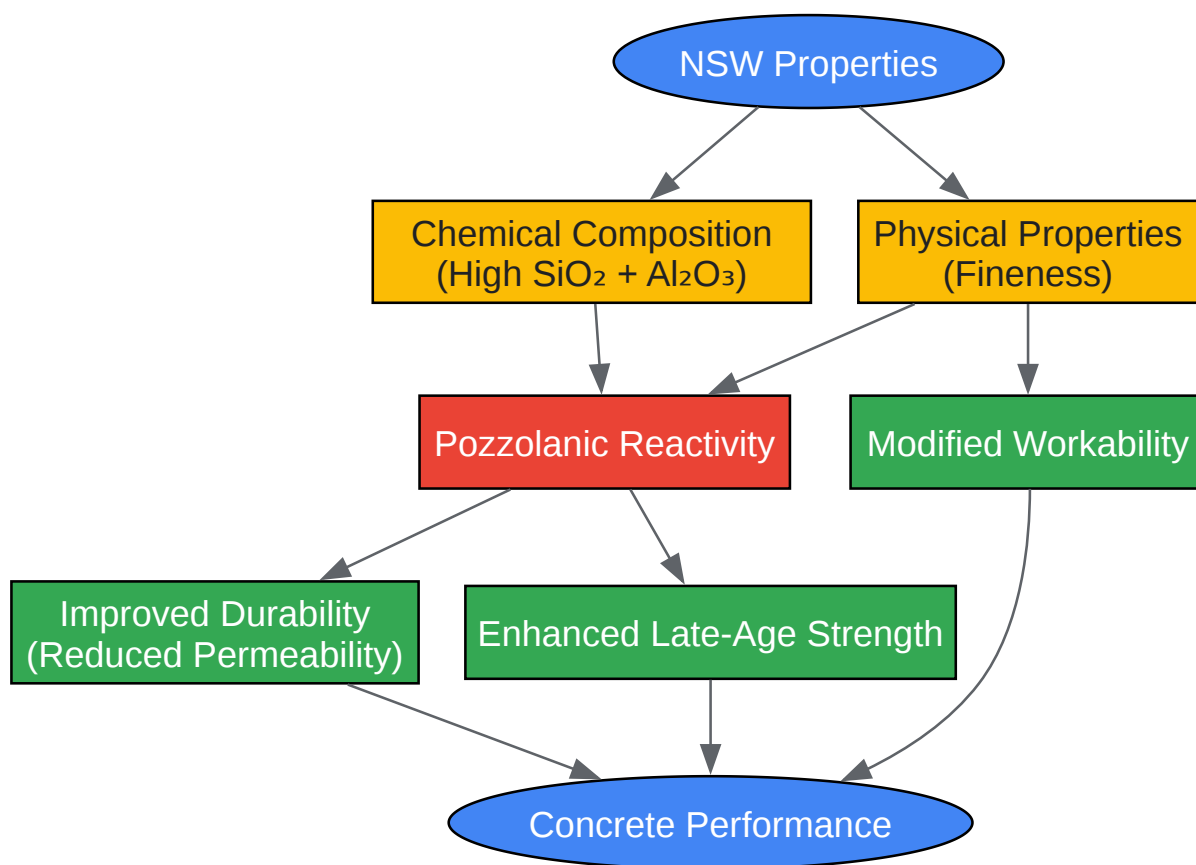 NSW Properties
Chemical Composition
(High SiO₂ + Al₂O₃)
Physical Properties
(Fineness)
Pozzolanic Reactivity
Modified Workability
Improved Durability
(Reduced Permeability)
Enhanced Late-Age Strength
Concrete Performance